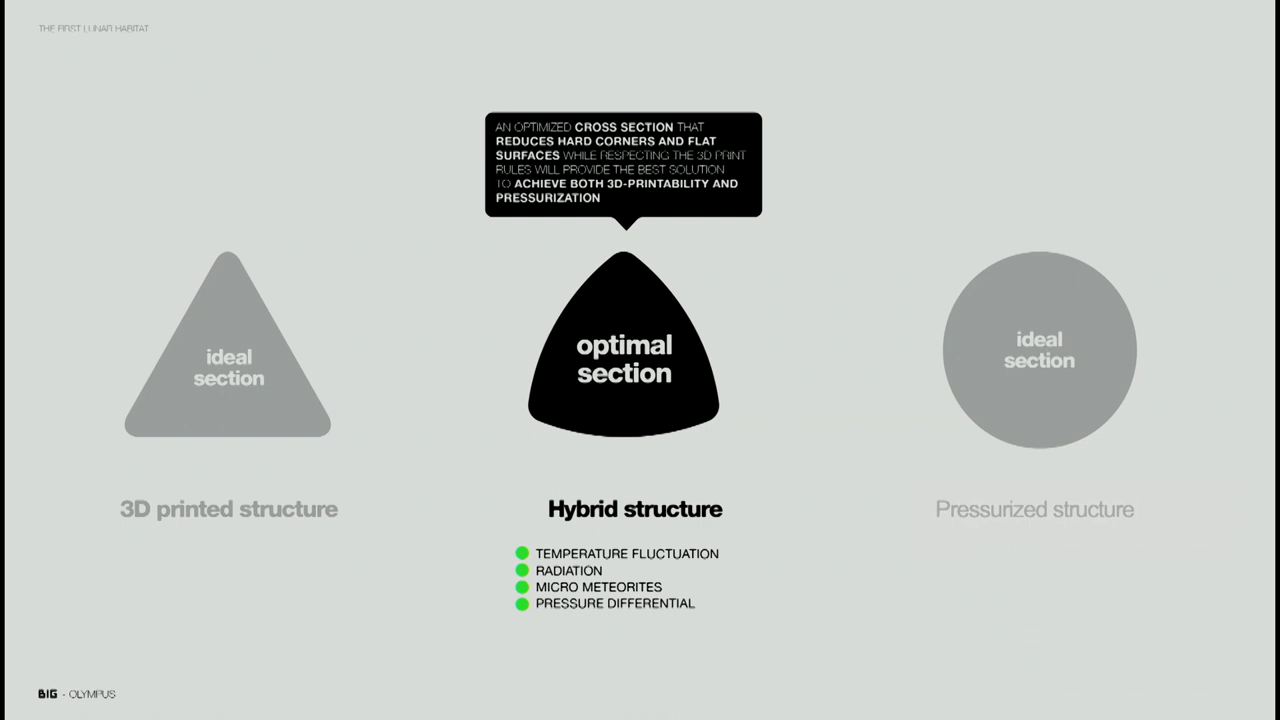 THE FIRST LUNAR HABITAT
AN OPTIMIZED CROSS SECTION THAT
REDUCES HARD CORNERS AND FLAT
SURFACES WHILE RESPECTING THE 3D PRINT
RULES WILL PROVIDE THE BEST SOLUTION
TO ACHIEVE BOTH 3D-PRINTABILITY AND
PRESSURIZATION
ideal
section
optimal
section
ideal
section
3D printed structure
Hybrid structure
Pressurized structure
TEMPERATURE FLUCTUATION
RADIATION
MICRO METEORITES
PRESSURE DIFFERENTIAL
BIG - OLYMPUS